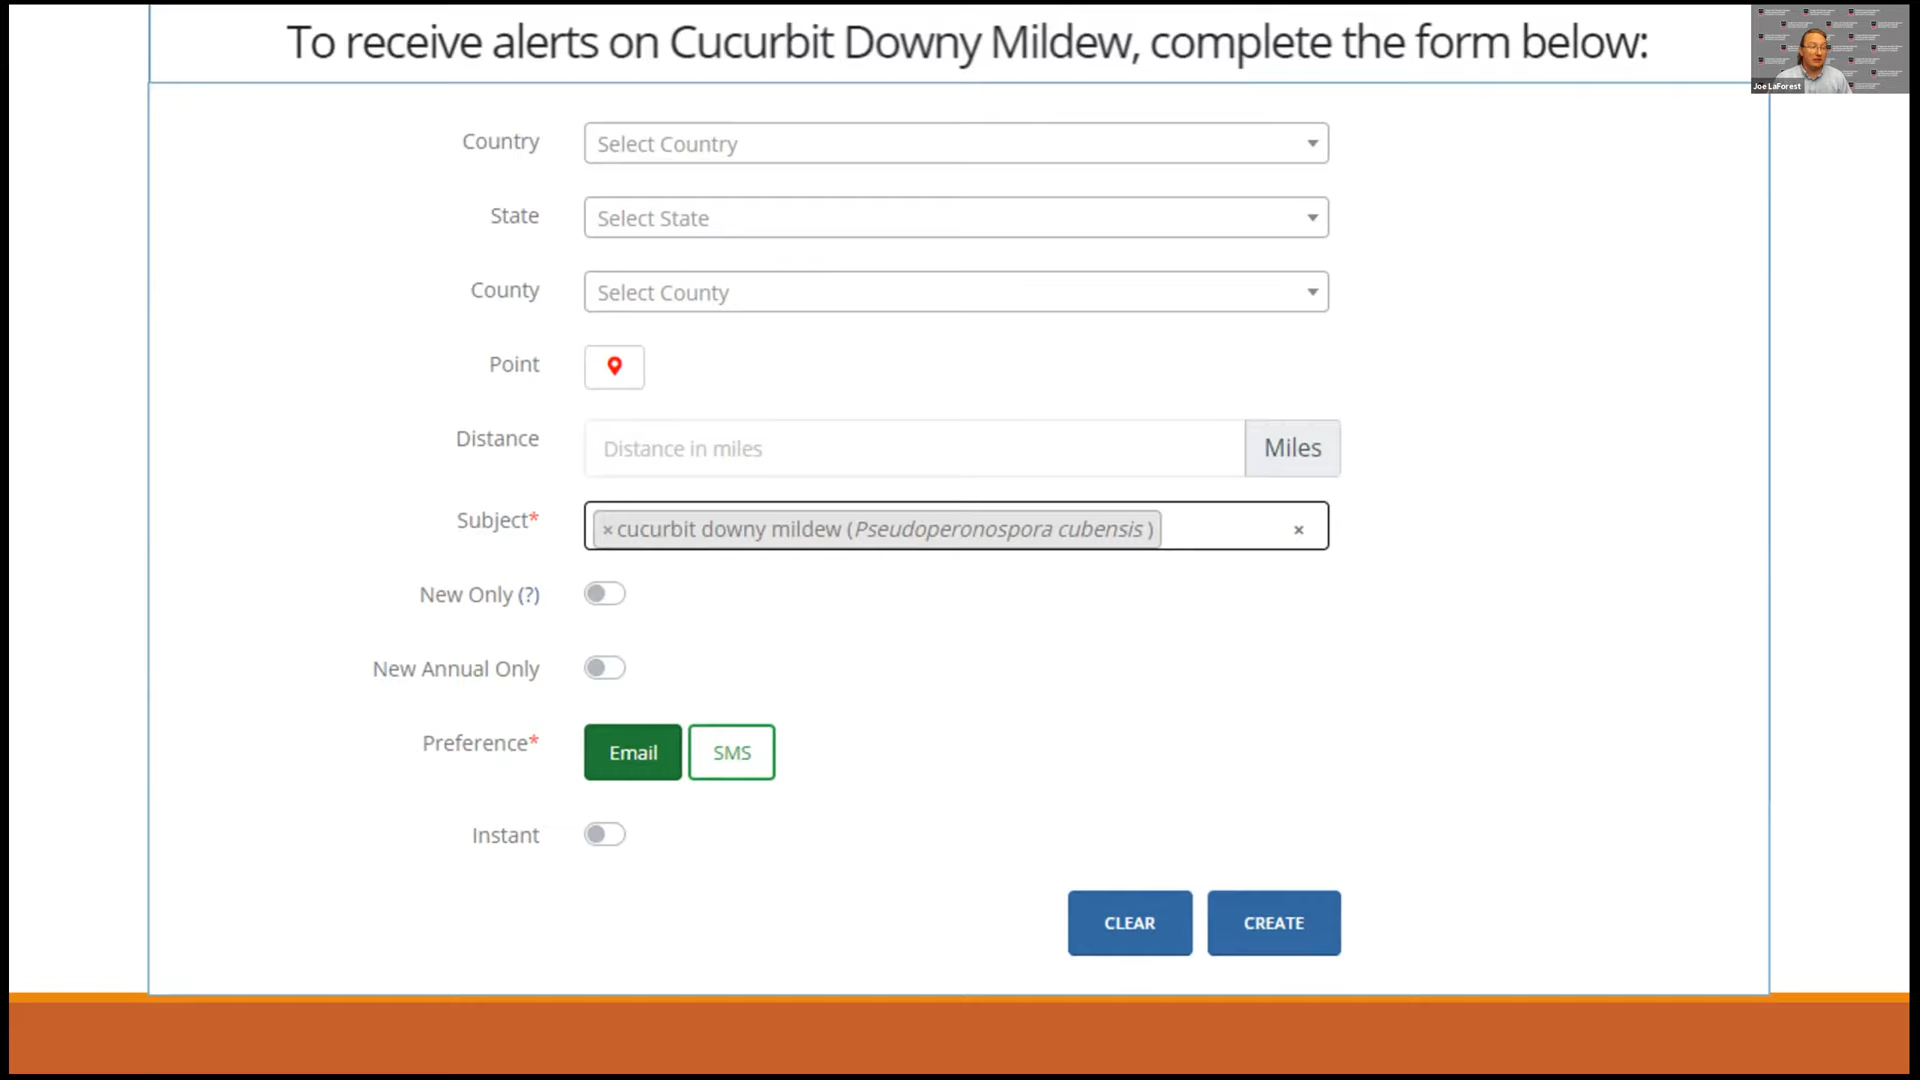 To receive alerts on Cucurbit Downy Mildew, complete the form below:
Joe LaForest
Country
Select Country
State
Select State
County
Select County
Point
Distance
Distance in miles
Miles
Subject*
×cucurbit downy mildew (Pseudoperonospora cubensis )
×
New Only (?)
New Annual Only
Preference*
Email
SMS
Instant
CLEAR
CREATE